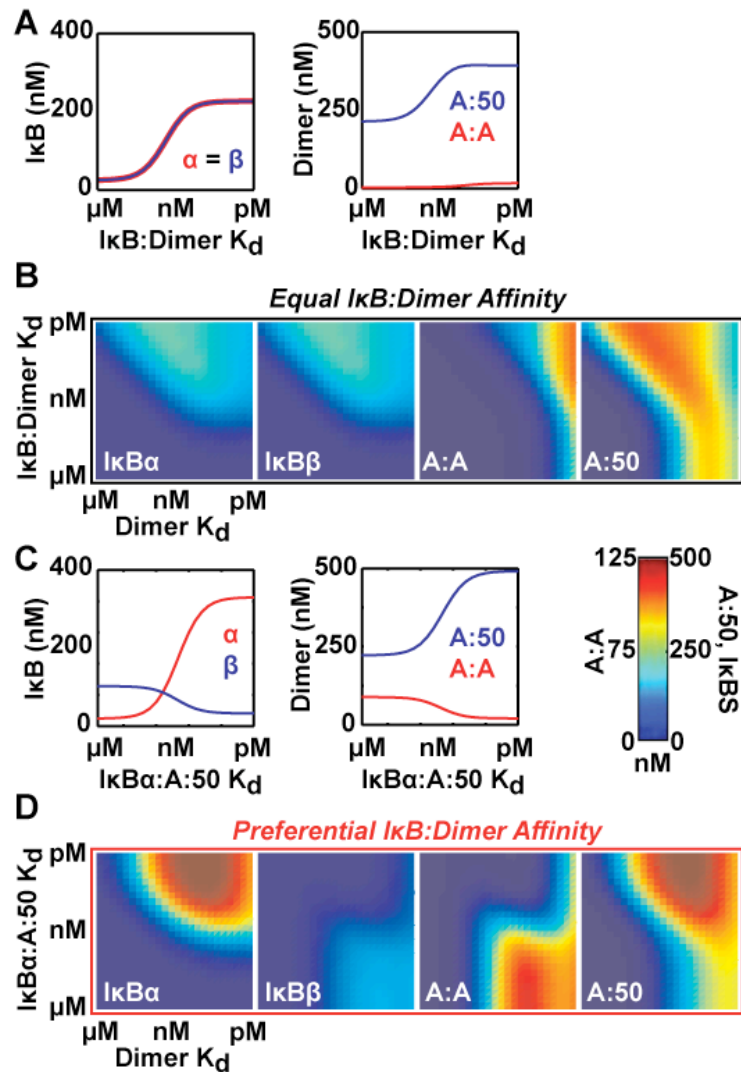 A
400
200
0
IκB (nM)
α = β
μM nM pM
IκB:Dimer Kd
500
250
0
Dimer (nM)
A:50
A:A
μM nM pM
IκB:Dimer Kd
B
Equal IκB:Dimer Affinity
pM
nM
μM
IκB:Dimer Kd
IκBα IκBβ A:A A:50
μM nM pM
Dimer Kd
C
400
200
0
IκB (nM)
α
β
μM nM pM
IκBα:A:50 Kd
500
250
0
Dimer (nM)
A:50
A:A
μM nM pM
IκBα:A:50 Kd
A:A
125 500
75 250
0 0
nM
A:50, IκBS
D
Preferential IκB:Dimer Affinity
pM
nM
μM
IκBα:A:50 Kd
IκBα IκBβ A:A A:50
μM nM pM
Dimer Kd